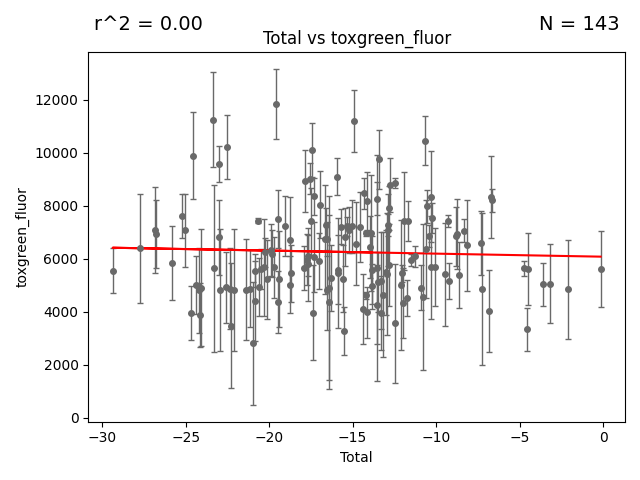 r^2 = 0.00
N = 143
Total vs toxgreen_fluor
12000
10000
8000
6000
4000
2000
0
toxgreen_fluor
−30
−25
−20
−15
−10
−5
0
Total